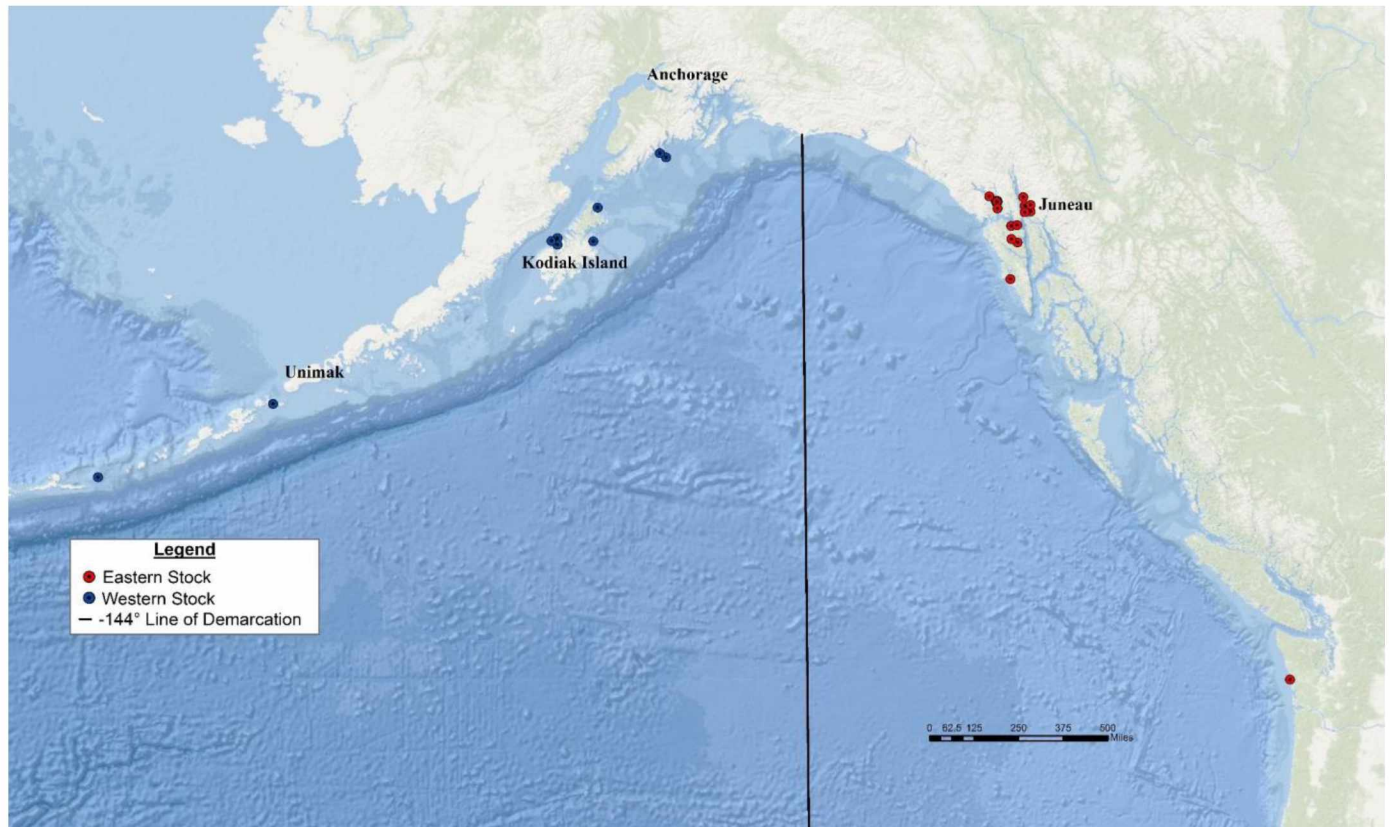 Anchorage
Juneau
Kodiak Island
Unimak
Legend
Eastern Stock
Western Stock
-144° Line of Demarcation
0 62.5 125 250 375 500
Miles